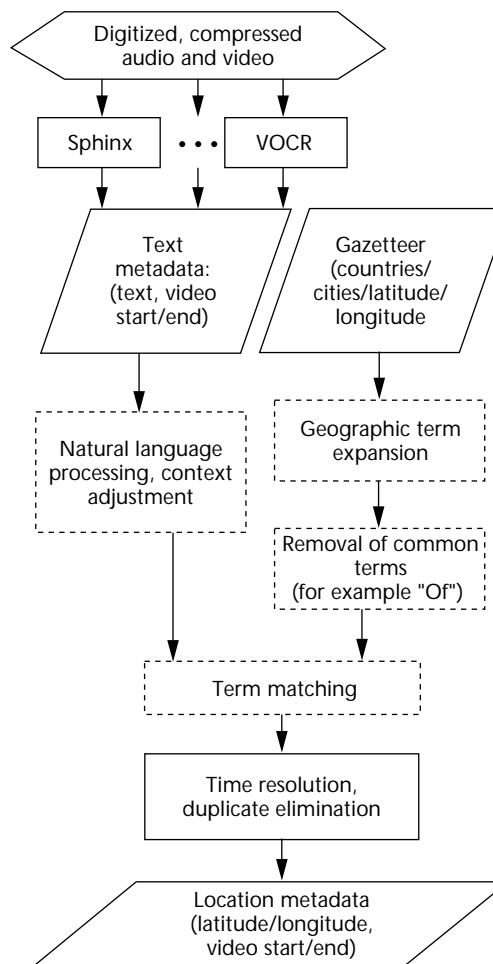 Digitized, compressed
audio and video
Sphinx
• • •
VOCR
Text
metadata:
(text, video
start/end)
Gazetteer
(countries/
cities/latitude/
longitude
Natural language
processing, context
adjustment
Geographic term
expansion
Removal of common
terms
(for example "Of")
Term matching
Time resolution,
duplicate elimination
Location metadata
(latitude/longitude,
video start/end)